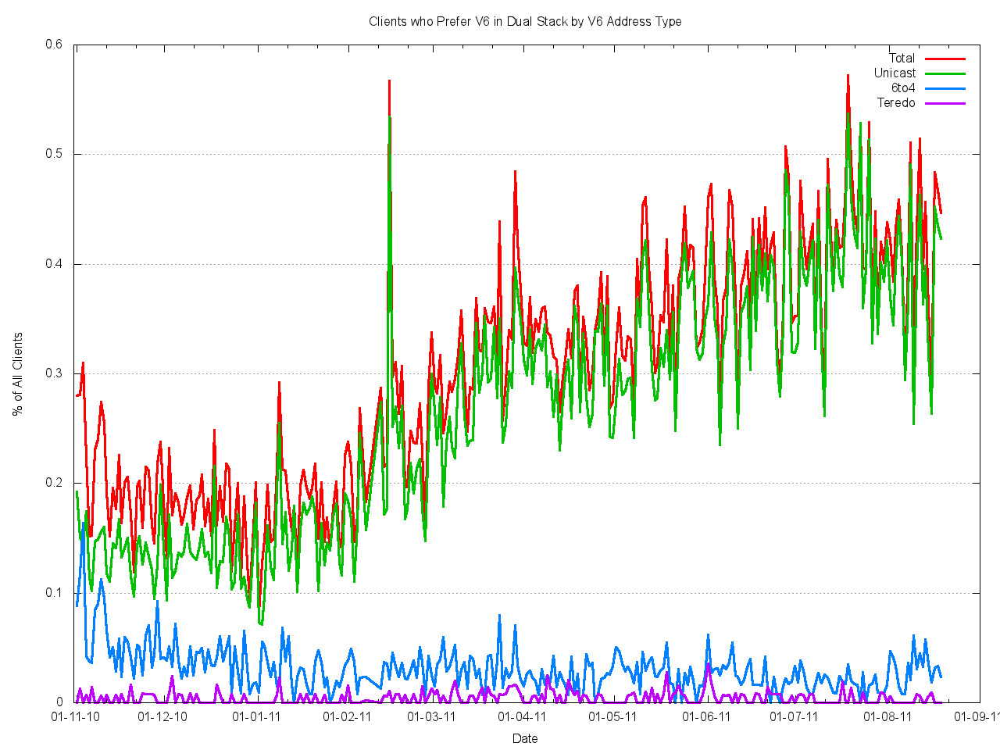 Clients who Prefer V6 in Dual Stack by V6 Address Type
Total
Unicast
6to4
Teredo
0.6
0.5
0.4
0.3
0.2
0.1
0
% of All Clients
01-11-10 01-12-10 01-01-11 01-02-11 01-03-11 01-04-11 01-05-11 01-06-11 01-07-11 01-08-11 01-09-11
Date